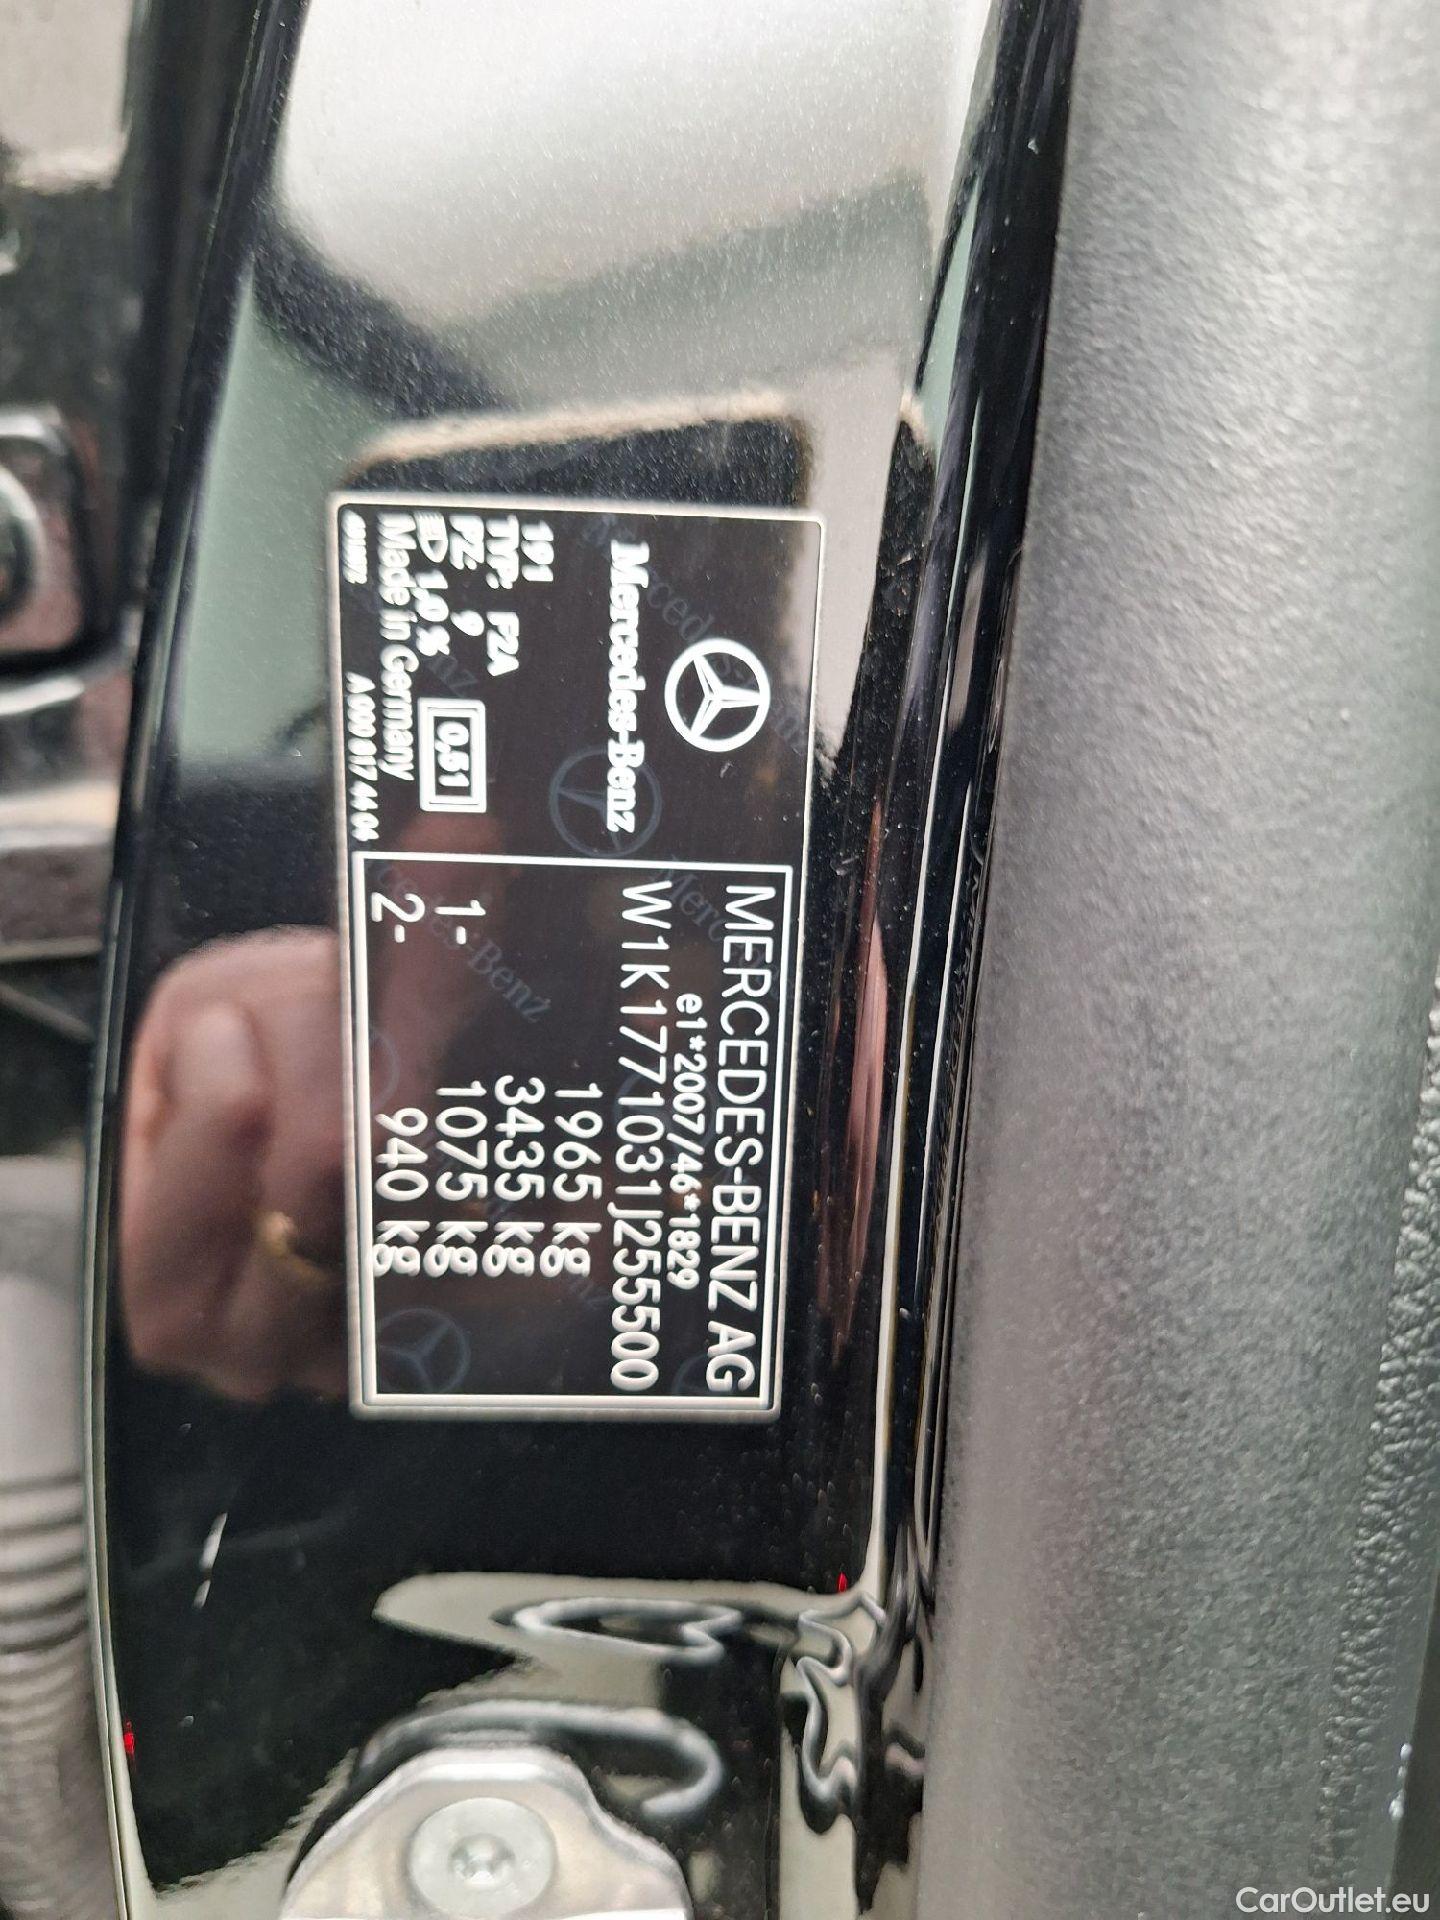 Mercedes-Benz
191
TYP: F2A
PZ: 9
1,0 %
0,51
Made in Germany
A 000 817 44 04
MERCEDES-BENZ AG
e1*2007/46*1829
W1K1771031J255500
1965 kg
3435 kg
1- 1075 kg
2- 940 kg
CarOutlet.eu